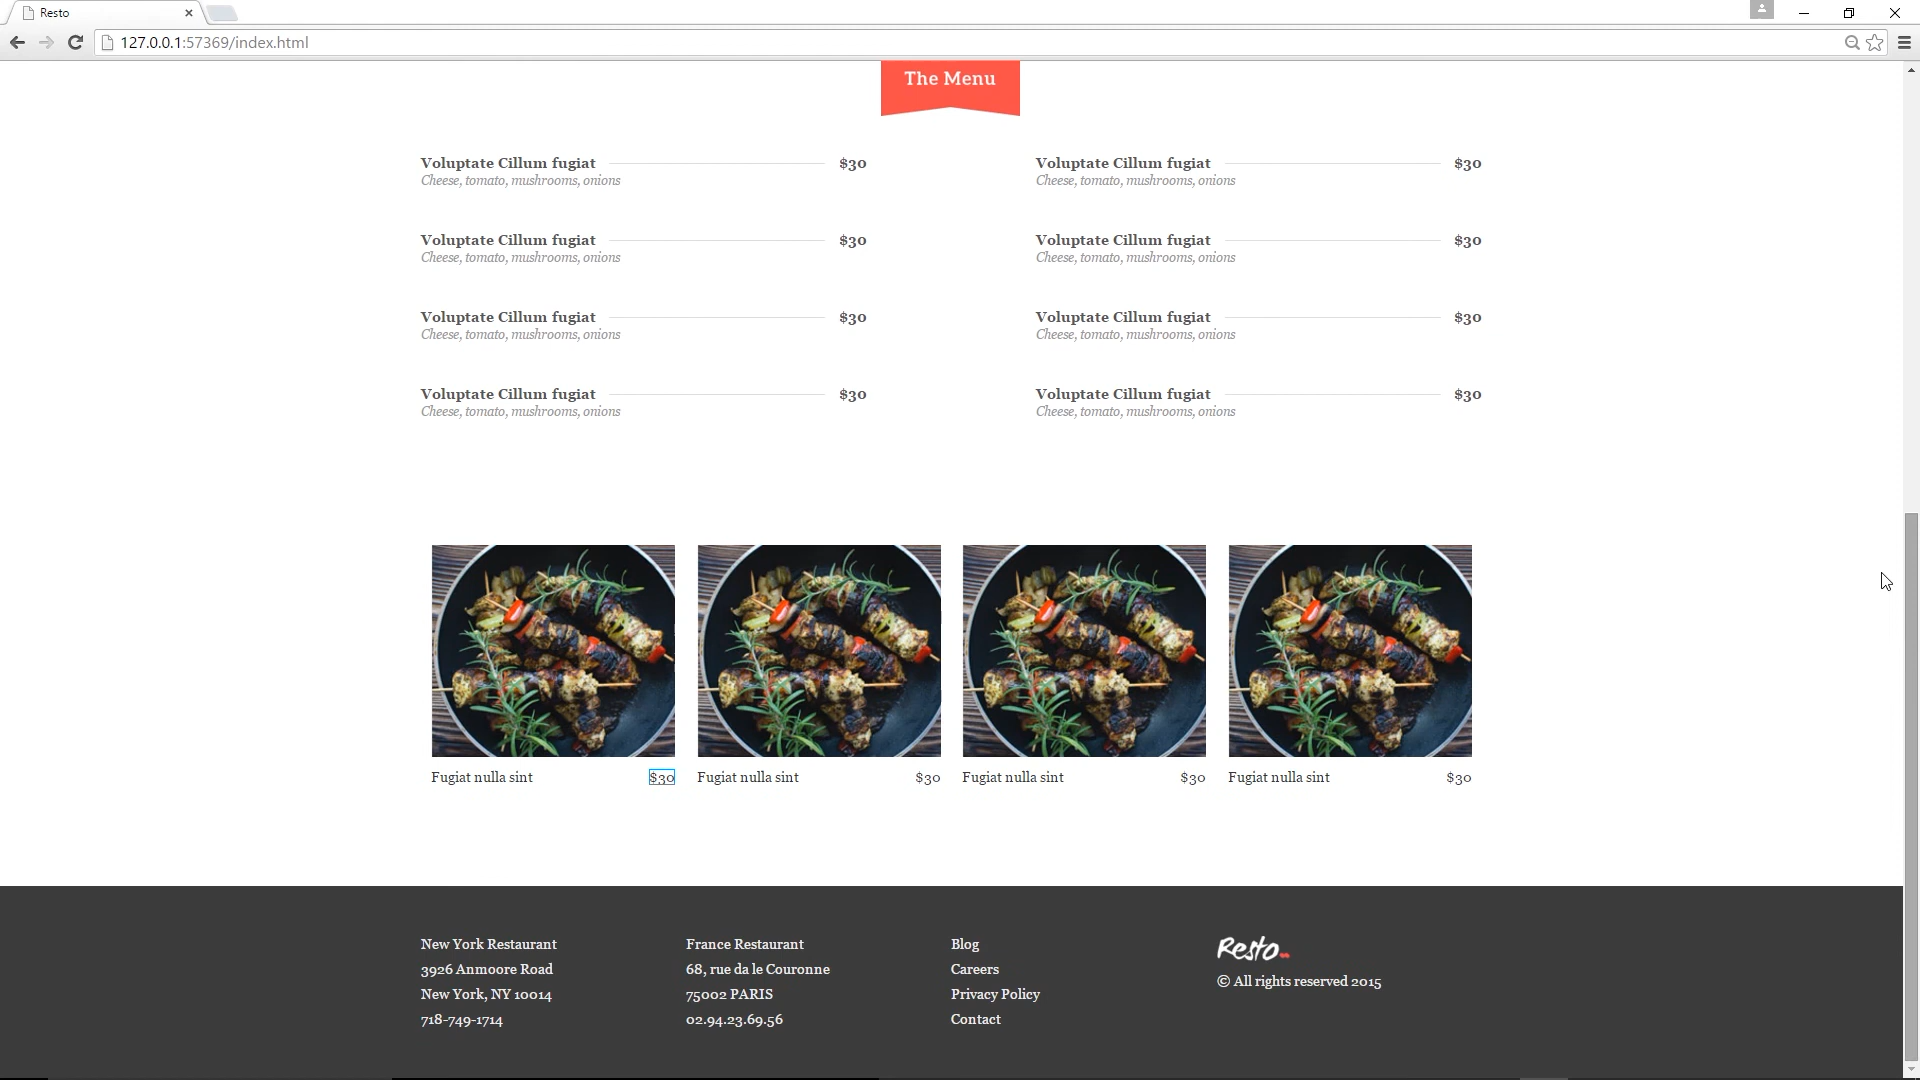 Resto
127.0.0.1:57369/index.html
The Menu
Voluptate Cillum fugiat $30
Cheese, tomato, mushrooms, onions
Voluptate Cillum fugiat $30
Cheese, tomato, mushrooms, onions
Voluptate Cillum fugiat $30
Cheese, tomato, mushrooms, onions
Voluptate Cillum fugiat $30
Cheese, tomato, mushrooms, onions
Voluptate Cillum fugiat $30
Cheese, tomato, mushrooms, onions
Voluptate Cillum fugiat $30
Cheese, tomato, mushrooms, onions
Voluptate Cillum fugiat $30
Cheese, tomato, mushrooms, onions
Voluptate Cillum fugiat $30
Cheese, tomato, mushrooms, onions
Fugiat nulla sint $30
Fugiat nulla sint $30
Fugiat nulla sint $30
Fugiat nulla sint $30
New York Restaurant
3926 Anmoore Road
New York, NY 10014
718-749-1714
France Restaurant
68, rue da le Couronne
75002 PARIS
02.94.23.69.56
Blog
Careers
Privacy Policy
Contact
Resto
© All rights reserved 2015